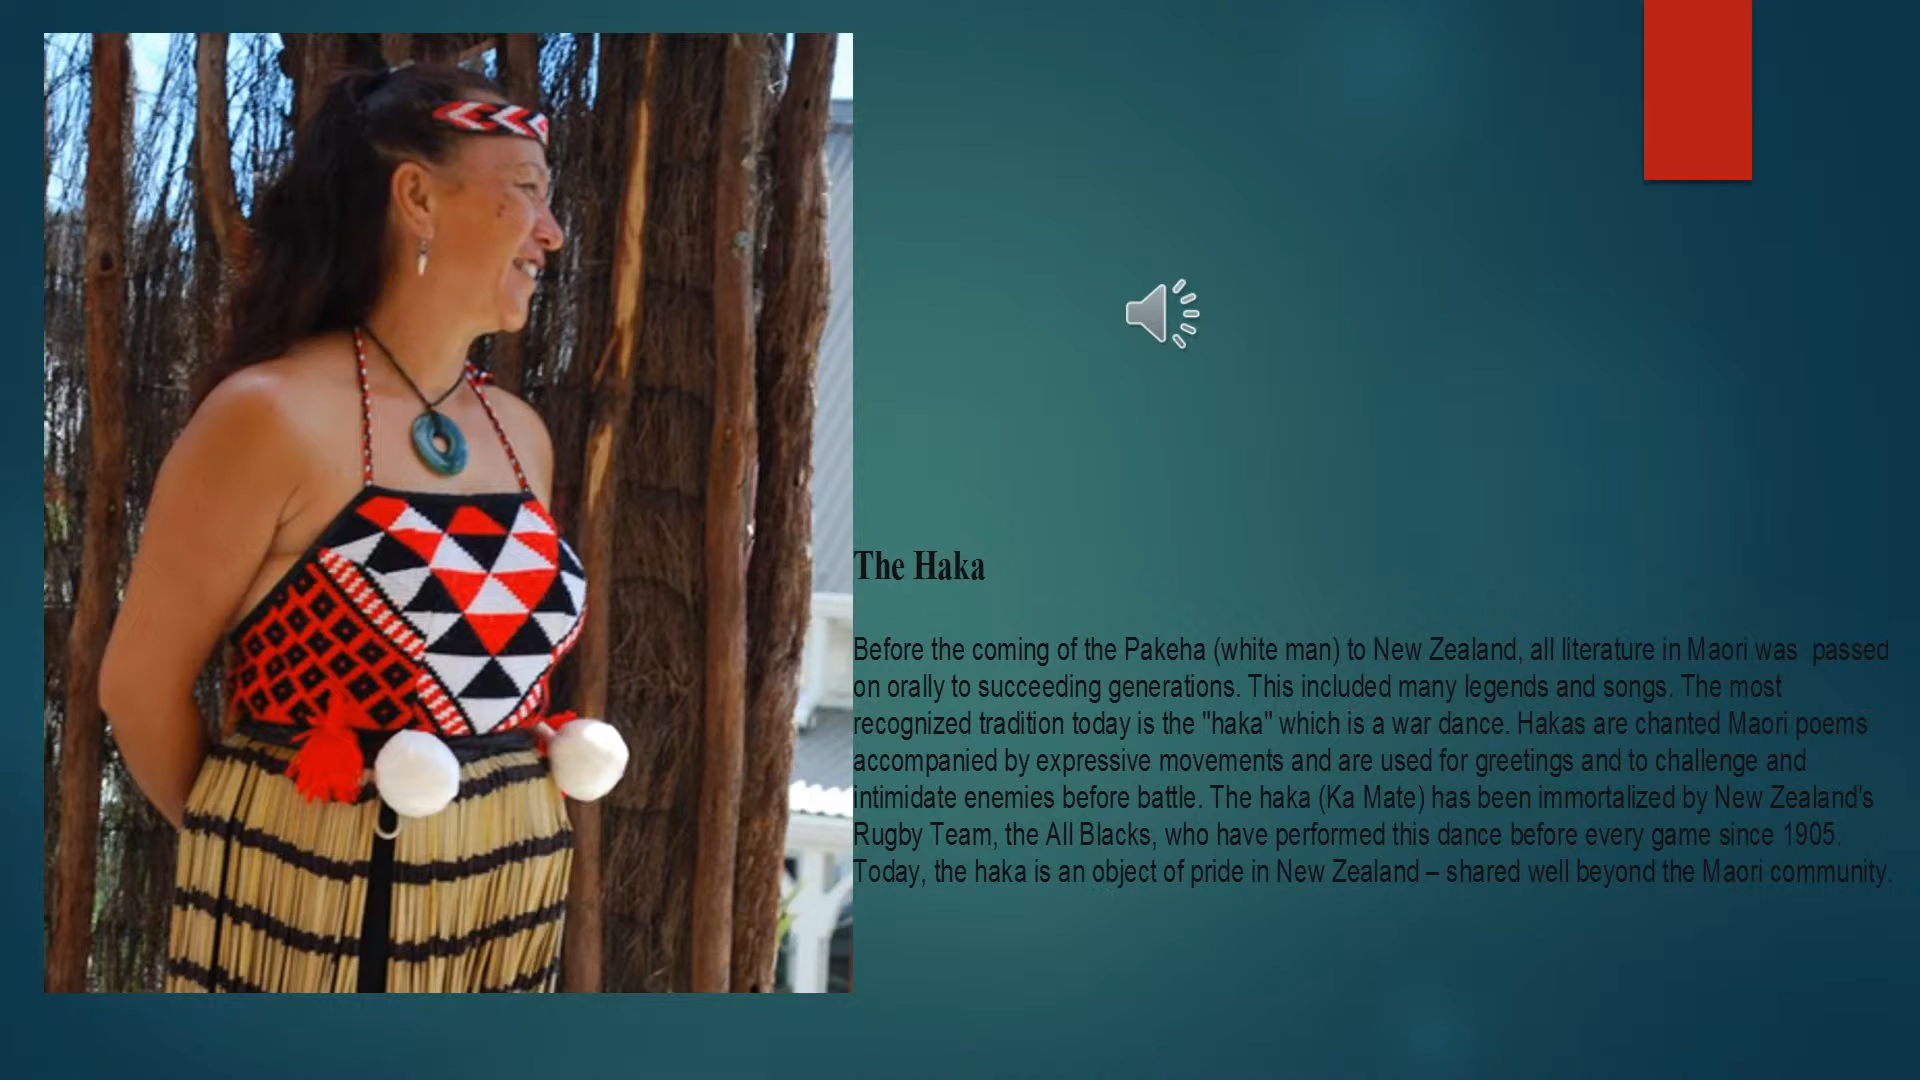 The Haka
Before the coming of the Pakeha (white man) to New Zealand, all literature in Maori was  passed
on orally to succeeding generations. This included many legends and songs. The most
recognized tradition today is the "haka" which is a war dance. Hakas are chanted Maori poems
accompanied by expressive movements and are used for greetings and to challenge and
intimidate enemies before battle. The haka (Ka Mate) has been immortalized by New Zealand's
Rugby Team, the All Blacks, who have performed this dance before every game since 1905.
Today, the haka is an object of pride in New Zealand – shared well beyond the Maori community.